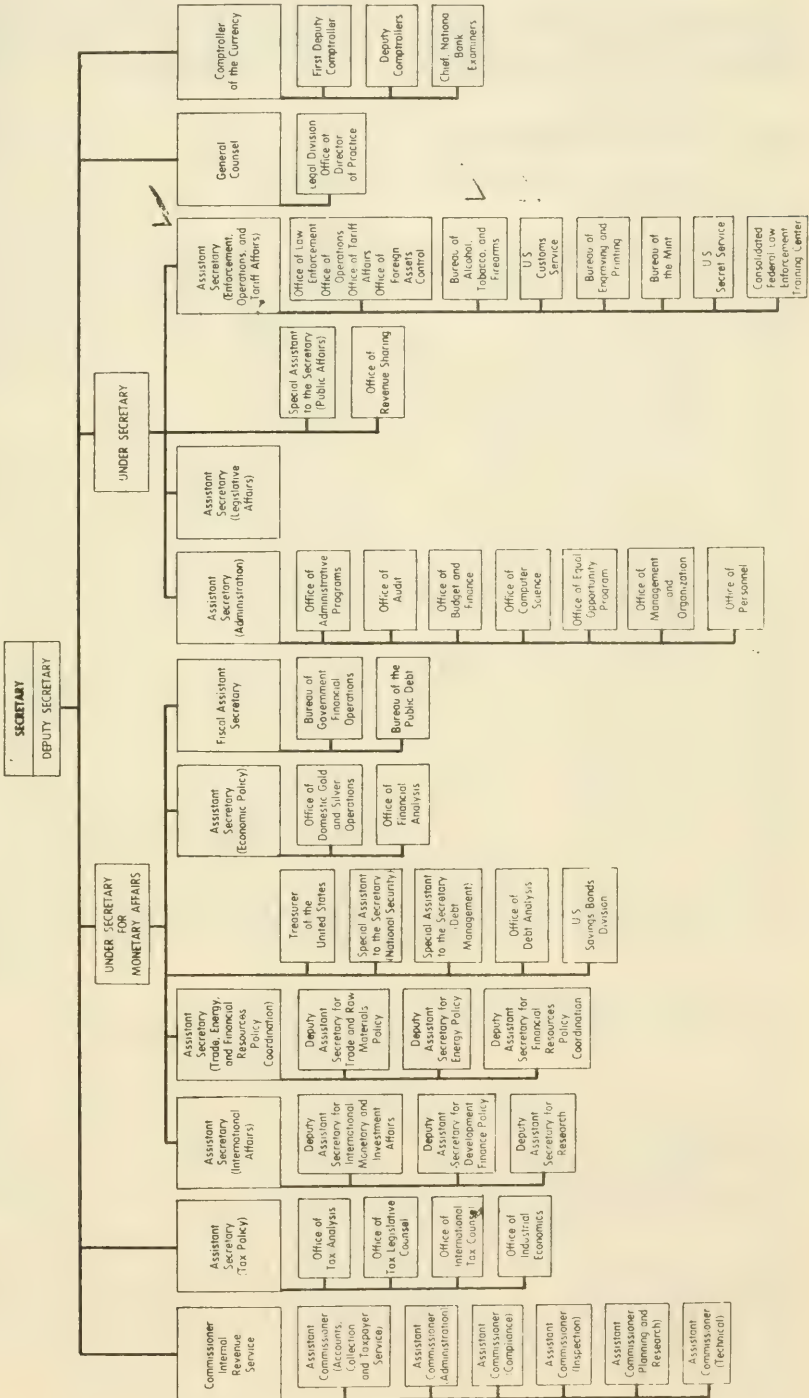 SECRETARY
DEPUTY SECRETARY
UNDER SECRETARY
FOR
MONETARY AFFAIRS
UNDER SECRETARY
Commissioner
Internal
Revenue
Service
Assistant
Commissioner
(Accounts,
Collection
and Taxpayer
Service)
Assistant
Commissioner
(Administration)
Assistant
Commissioner
(Compliance)
Assistant
Commissioner
(Inspection)
Assistant
Commissioner
(Planning and
Research)
Assistant
Commissioner
(Technical)
Assistant
Secretary
(Tax Policy)
Office of
Tax Analysis
Office of
Tax Legislative
Counsel
Office of
International
Tax Counsel
Office of
Industrial
Economics
Assistant
Secretary
(International
Affairs)
Deputy
Assistant
Secretary for
International
Monetary and
Investment
Affairs
Deputy
Assistant
Secretary for
Development
Finance Policy
Deputy
Assistant
Secretary for
Research
Assistant
Secretary
(Trade, Energy,
and Financial
Resources
Policy
Coordination)
Deputy
Assistant
Secretary for
Trade and Raw
Materials
Policy
Deputy
Assistant
Secretary for
Energy Policy
Deputy
Assistant
Secretary for
Financial
Resources
Policy
Coordination
Treasurer
of the
United States
Special Assistant
to the Secretary
(National Security)
Special Assistant
to the Secretary
(Debt
Management)
Office of
Debt Analysis
U S
Savings Bonds
Division
Assistant
Secretary
(Economic Policy)
Office of
Domestic Gold
and Silver
Operations
Office of
Financial
Analysis
Fiscal Assistant
Secretary
Bureau of
Government
Financial
Operations
Bureau of the
Public Debt
Assistant
Secretary
(Administration)
Office of
Administrative
Programs
Office of
Audit
Office of
Budget and
Finance
Office of
Computer
Science
Office of Equal
Opportunity
Program
Office of
Management
and
Organization
Office of
Personnel
Assistant
Secretary
(Legislative
Affairs)
Special Assistant
to the Secretary
(Public Affairs)
Office of
Revenue Sharing
Assistant
Secretary
(Enforcement,
Operations, and
Tariff Affairs)
Office of Law
Enforcement
Office of
Operations
Office of Tariff
Affairs
Office of
Foreign
Assets
Control
Bureau of
Alcohol,
Tobacco, and
Firearms
U S
Customs
Service
Bureau of
Engraving and
Printing
Bureau of
the Mint
U S
Secret Service
Consolidated
Federal Law
Enforcement
Training Center
General
Counsel
Legal Division
Office of
Director
of Practice
Comptroller
of the Currency
First Deputy
Comptroller
Deputy
Comptrollers
Chief, National
Bank
Examiners